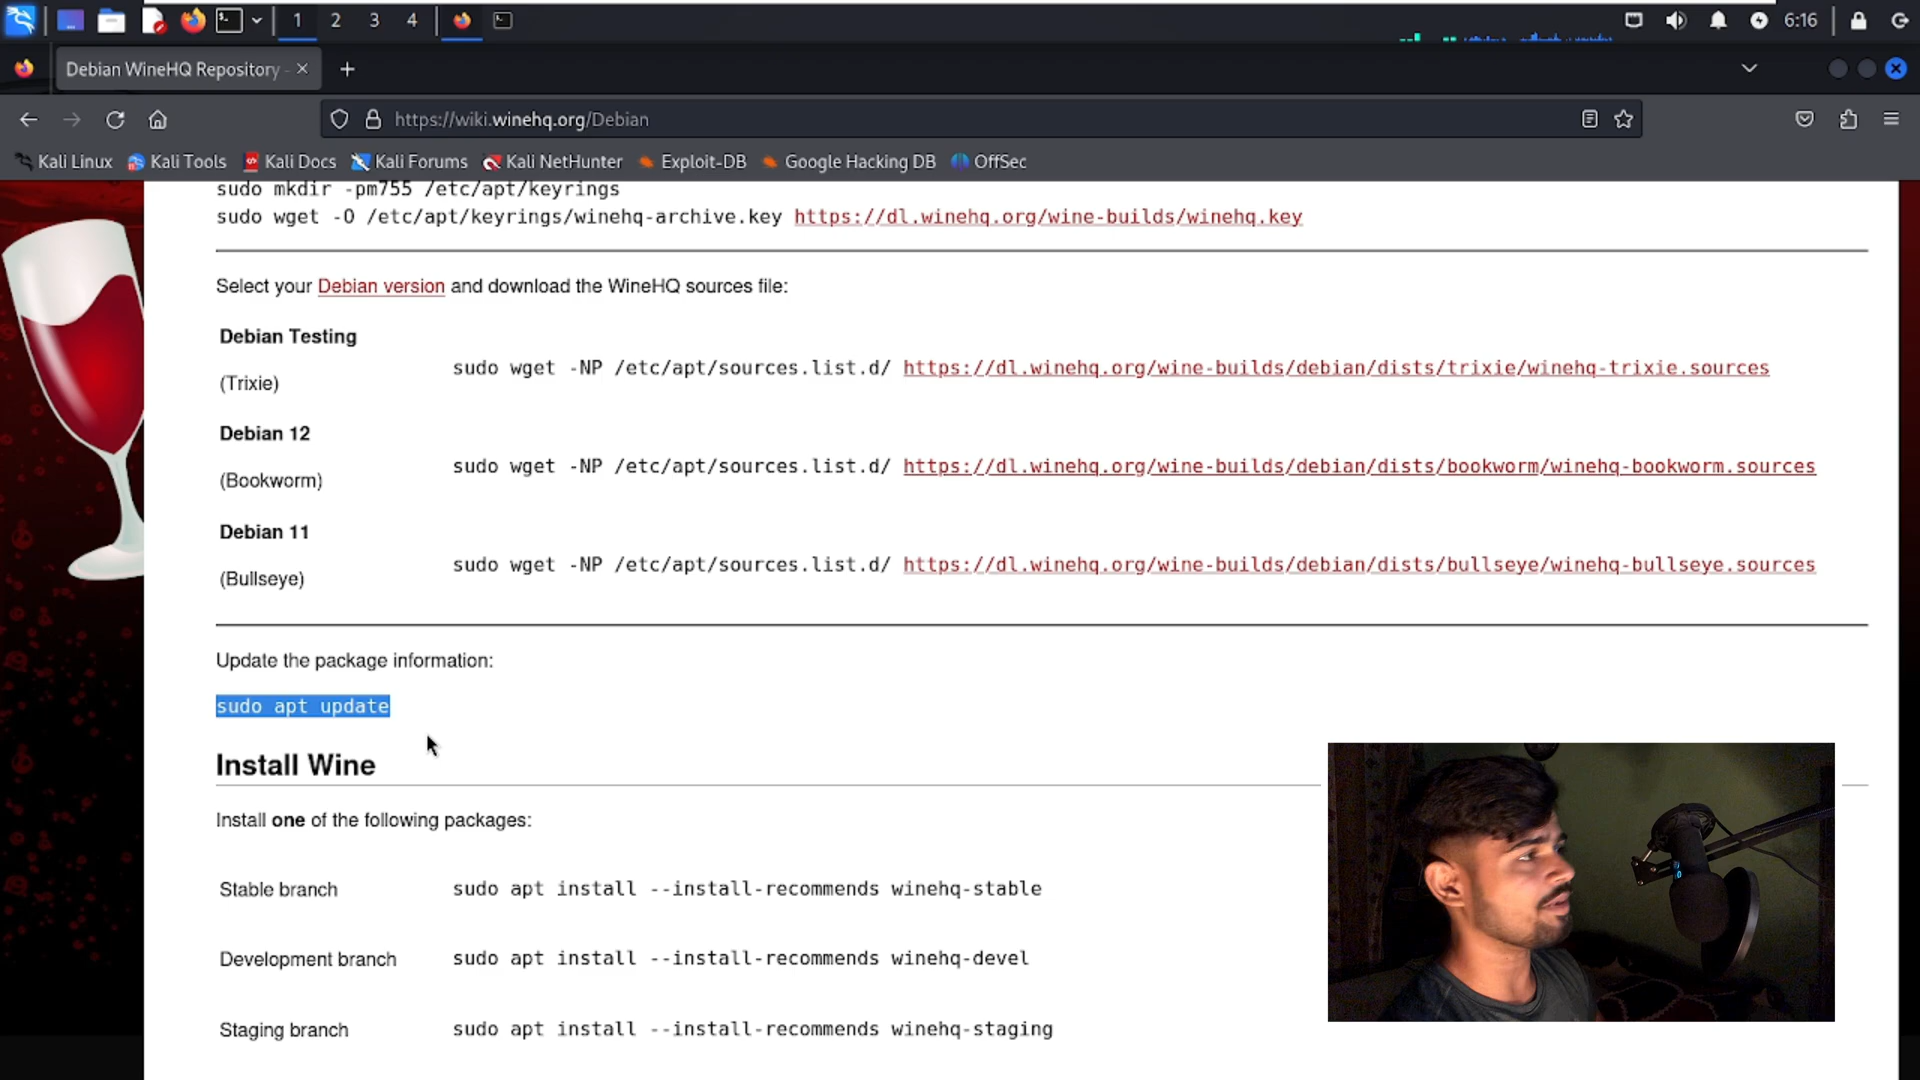 1 2 3 4 6:16
Debian WineHQ Repository -
https://wiki.winehq.org/Debian
Kali Linux Kali Tools Kali Docs Kali Forums Kali NetHunter Exploit-DB Google Hacking DB OffSec
sudo mkdir -pm755 /etc/apt/keyrings
sudo wget -O /etc/apt/keyrings/winehq-archive.key https://dl.winehq.org/wine-builds/winehq.key
Select your Debian version and download the WineHQ sources file:
Debian Testing
(Trixie)
sudo wget -NP /etc/apt/sources.list.d/ https://dl.winehq.org/wine-builds/debian/dists/trixie/winehq-trixie.sources
Debian 12
(Bookworm)
sudo wget -NP /etc/apt/sources.list.d/ https://dl.winehq.org/wine-builds/debian/dists/bookworm/winehq-bookworm.sources
Debian 11
(Bullseye)
sudo wget -NP /etc/apt/sources.list.d/ https://dl.winehq.org/wine-builds/debian/dists/bullseye/winehq-bullseye.sources
Update the package information:
sudo apt update
Install Wine
Install one of the following packages:
Stable branch sudo apt install --install-recommends winehq-stable
Development branch sudo apt install --install-recommends winehq-devel
Staging branch sudo apt install --install-recommends winehq-staging